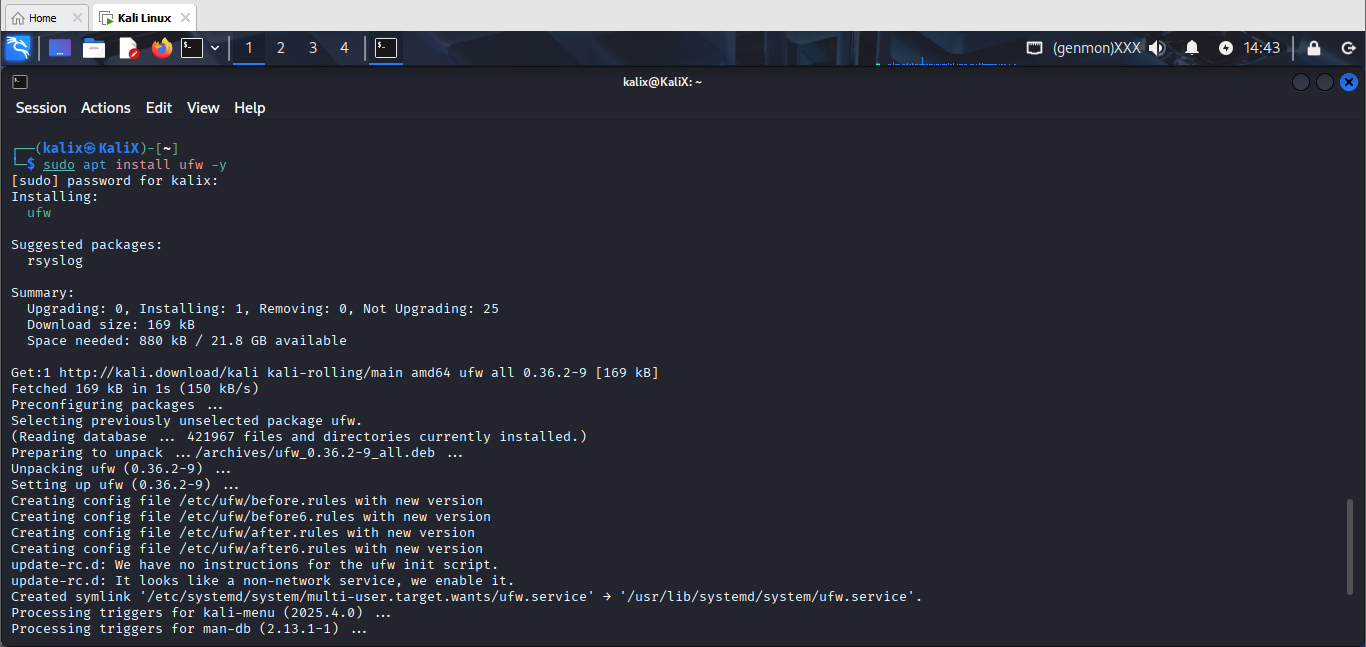 Home
Kali Linux
1 2 3 4
(genmon)XXX 14:43
kalix@KaliX: ~
Session Actions Edit View Help
┌──(kalix㉿KaliX)-[~]
└─$ sudo apt install ufw -y
[sudo] password for kalix:
Installing:
  ufw

Suggested packages:
  rsyslog

Summary:
  Upgrading: 0, Installing: 1, Removing: 0, Not Upgrading: 25
  Download size: 169 kB
  Space needed: 880 kB / 21.8 GB available

Get:1 http://kali.download/kali kali-rolling/main amd64 ufw all 0.36.2-9 [169 kB]
Fetched 169 kB in 1s (150 kB/s)
Preconfiguring packages ...
Selecting previously unselected package ufw.
(Reading database ... 421967 files and directories currently installed.)
Preparing to unpack .../archives/ufw_0.36.2-9_all.deb ...
Unpacking ufw (0.36.2-9) ...
Setting up ufw (0.36.2-9) ...
Creating config file /etc/ufw/before.rules with new version
Creating config file /etc/ufw/before6.rules with new version
Creating config file /etc/ufw/after.rules with new version
Creating config file /etc/ufw/after6.rules with new version
update-rc.d: We have no instructions for the ufw init script.
update-rc.d: It looks like a non-network service, we enable it.
Created symlink '/etc/systemd/system/multi-user.target.wants/ufw.service' → '/usr/lib/systemd/system/ufw.service'.
Processing triggers for kali-menu (2025.4.0) ...
Processing triggers for man-db (2.13.1-1) ...